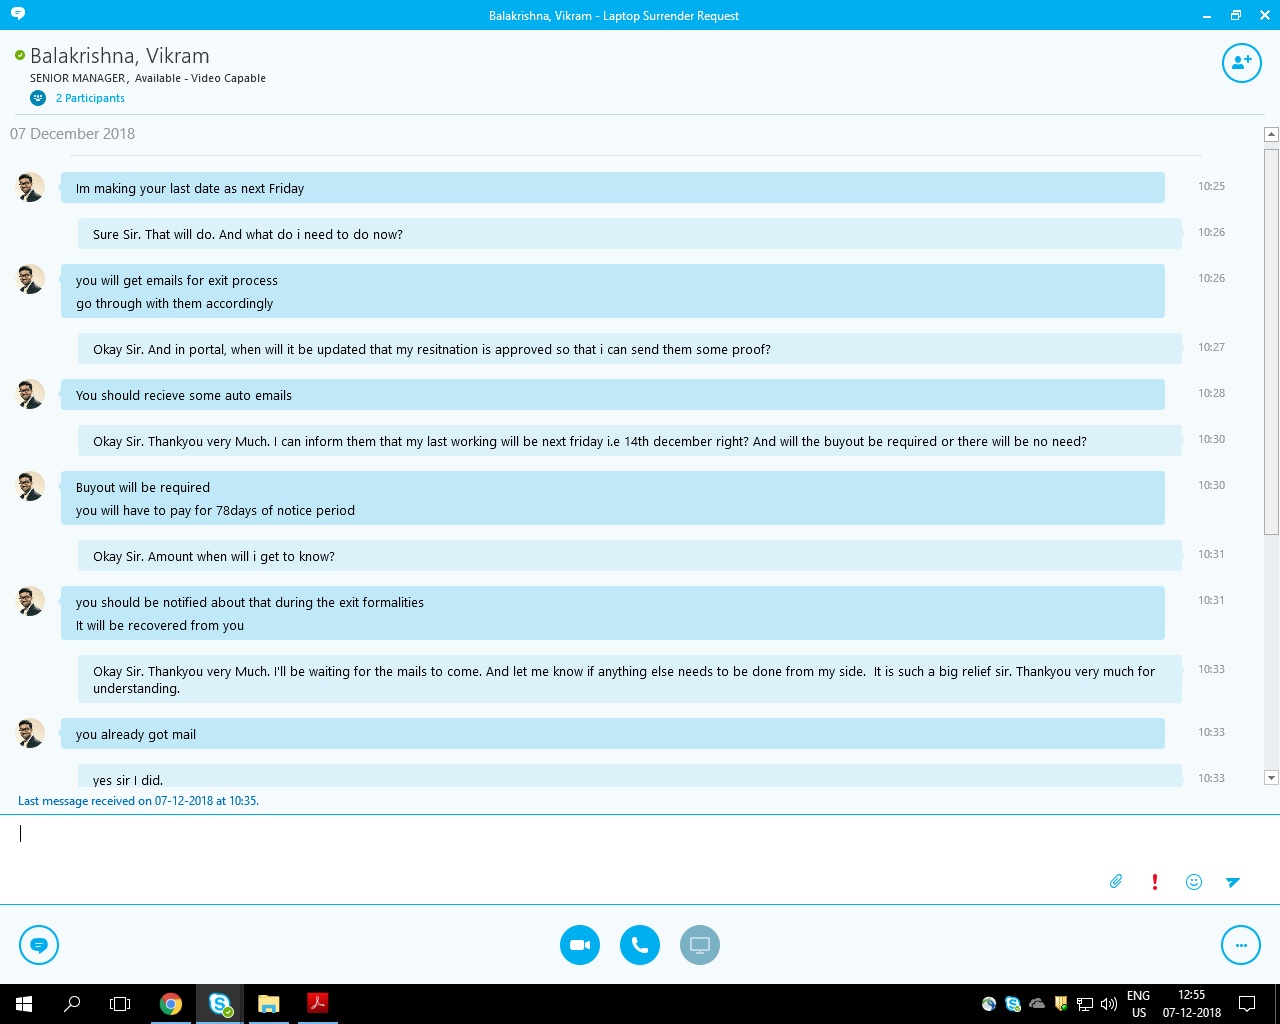 Balakrishna, Vikram - Laptop Surrender Request
Balakrishna, Vikram
SENIOR MANAGER, Available - Video Capable
2 Participants
07 December 2018
Im making your last date as next Friday
10:25
Sure Sir. That will do. And what do i need to do now?
10:26
you will get emails for exit process
10:26
go through with them accordingly
Okay Sir. And in portal, when will it be updated that my resitnation is approved so that i can send them some proof?
10:27
You should recieve some auto emails
10:28
Okay Sir. Thankyou very Much. I can inform them that my last working will be next friday i.e 14th december right? And will the buyout be required or there will be no need?
10:30
Buyout will be required
10:30
you will have to pay for 78days of notice period
Okay Sir. Amount when will i get to know?
10:31
you should be notified about that during the exit formalities
10:31
It will be recovered from you
Okay Sir. Thankyou very Much. I'll be waiting for the mails to come. And let me know if anything else needs to be done from my side.  It is such a big relief sir. Thankyou very much for
10:33
understanding.
you already got mail
10:33
yes sir I did.
10:33
Last message received on 07-12-2018 at 10:35.
ENG
US
12:55
07-12-2018